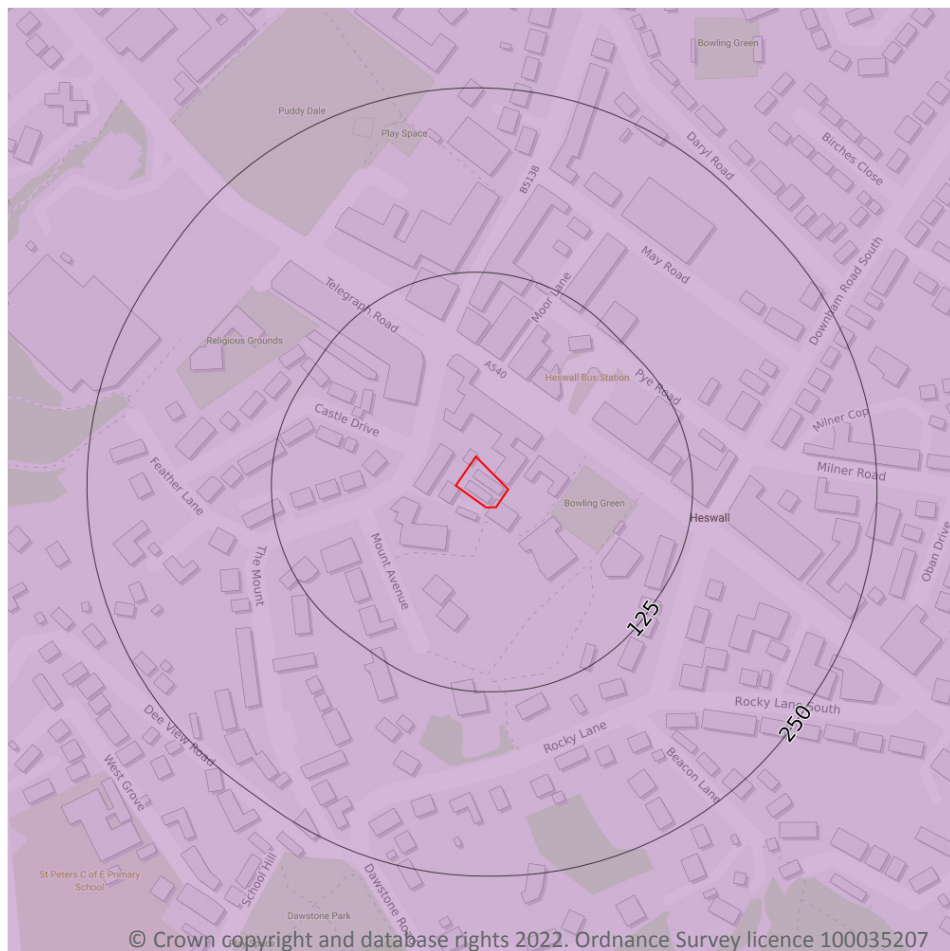 Bowling Green
Puddy Dale
Play Space
Daryl Road
Birches Close
B5138
May Road
Moor Lane
Downham Road South
Telegraph Road
Religious Grounds
A540
Heswall Bus Station
Pye Road
Castle Drive
Milner Cop
Milner Road
Feather Lane
Bowling Green
Heswall
Oban Drive
The Mount
Mount Avenue
125
Rocky Lane South
250
Dee View Road
Rocky Lane
West Grove
Beacon Lane
St Peters C of E Primary
School
School Hill
Dawstone Road
Dawstone Park
© Crown copyright and database rights 2022. Ordnance Survey licence 100035207